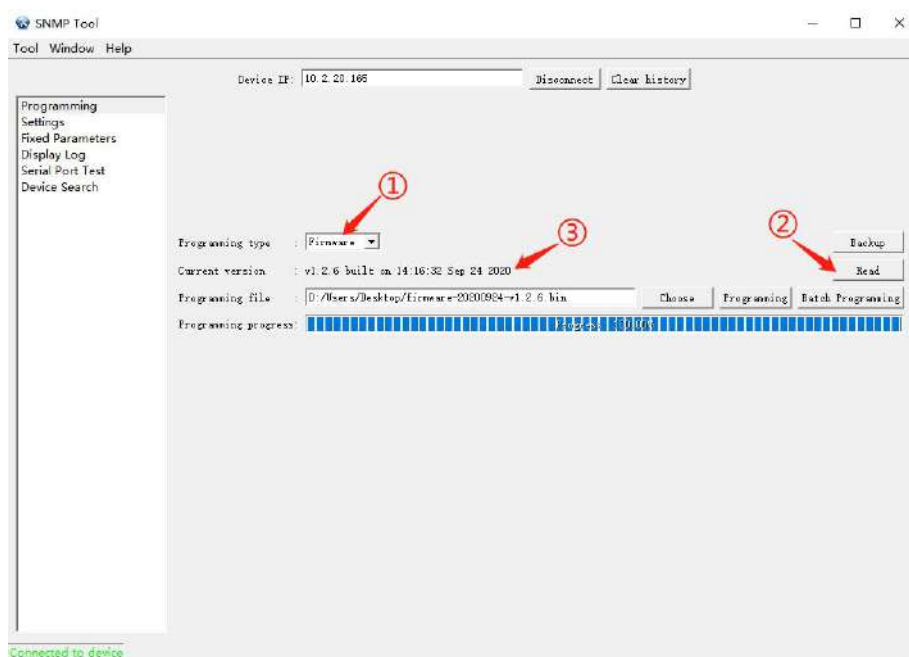 SNMP Tool
Tool Window Help
Device IP: 10.2.20.165 Disconnect Clear history
Programming
Settings
Fixed Parameters
Display Log
Serial Port Test
Device Search
①
②
③
Programming type : Firmware Backup
Current version : v1.2.6 built on 14:16:32 Sep 24 2020 Read
Programming file : D:/Users/Desktop/firmware-20200924-v1.2.6.bin Choose Programming Batch Programming
Programming progress: Progress:
Connected to device